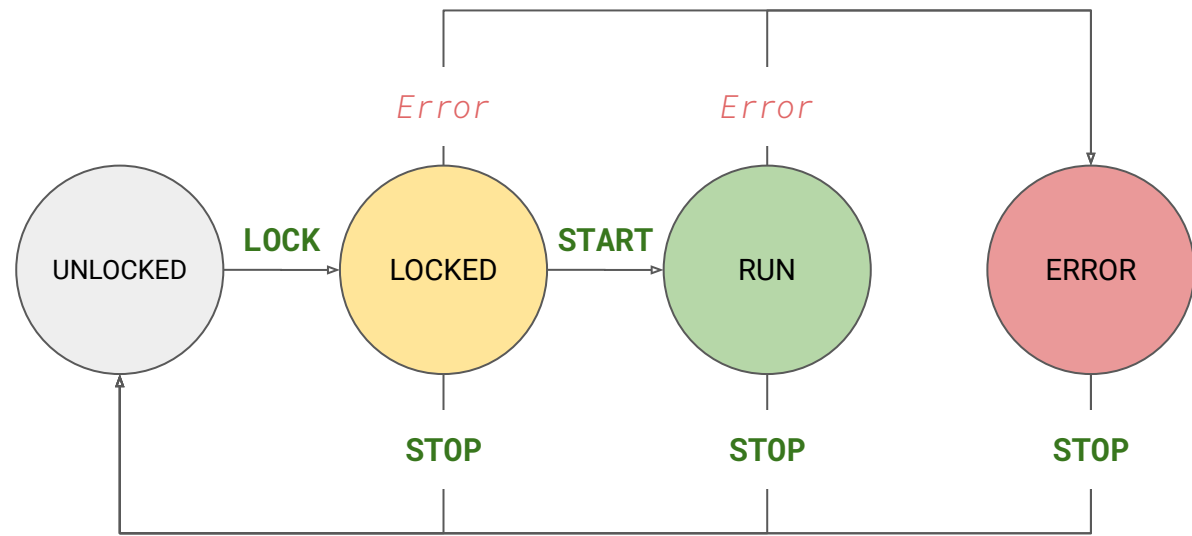 Error
Error
UNLOCKED
LOCK
LOCKED
START
RUN
ERROR
STOP
STOP
STOP